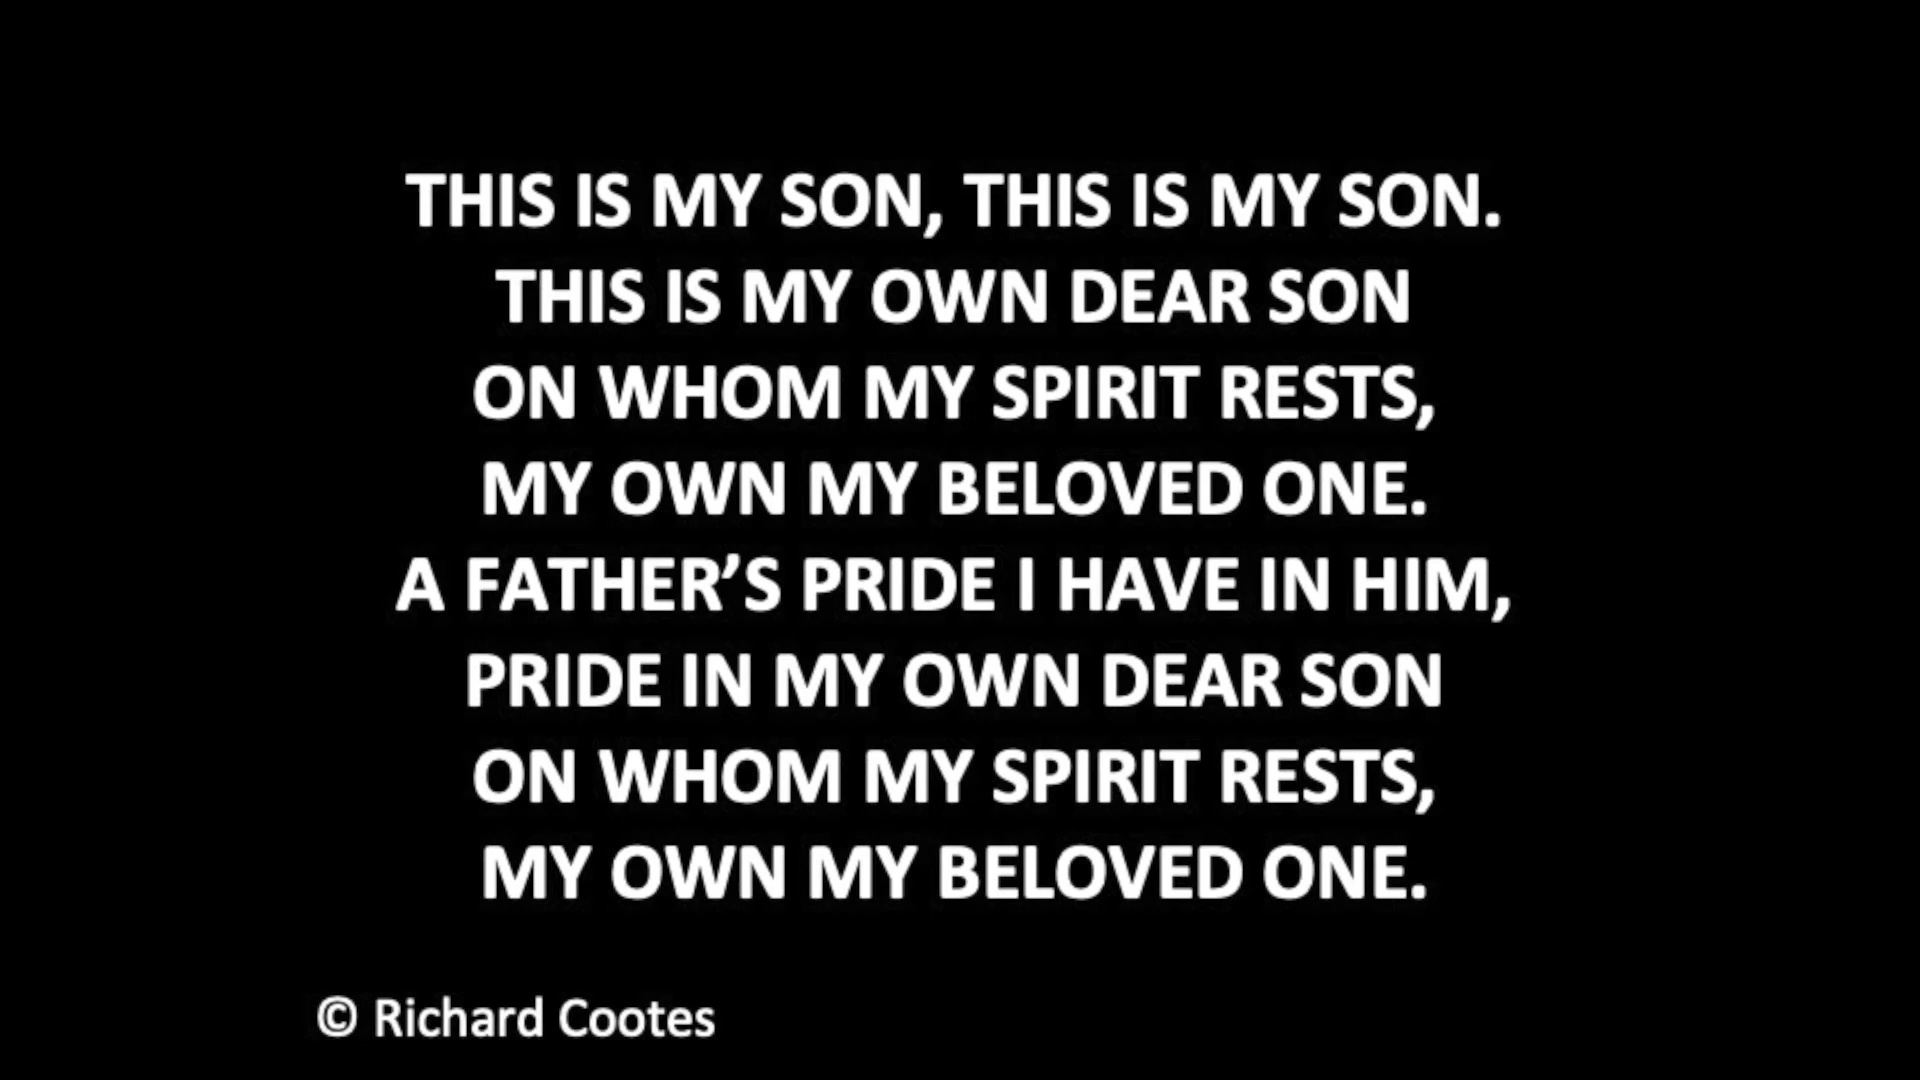 THIS IS MY SON, THIS IS MY SON.
THIS IS MY OWN DEAR SON
ON WHOM MY SPIRIT RESTS,
MY OWN MY BELOVED ONE.
A FATHER’S PRIDE I HAVE IN HIM,
PRIDE IN MY OWN DEAR SON
ON WHOM MY SPIRIT RESTS,
MY OWN MY BELOVED ONE.
© Richard Cootes